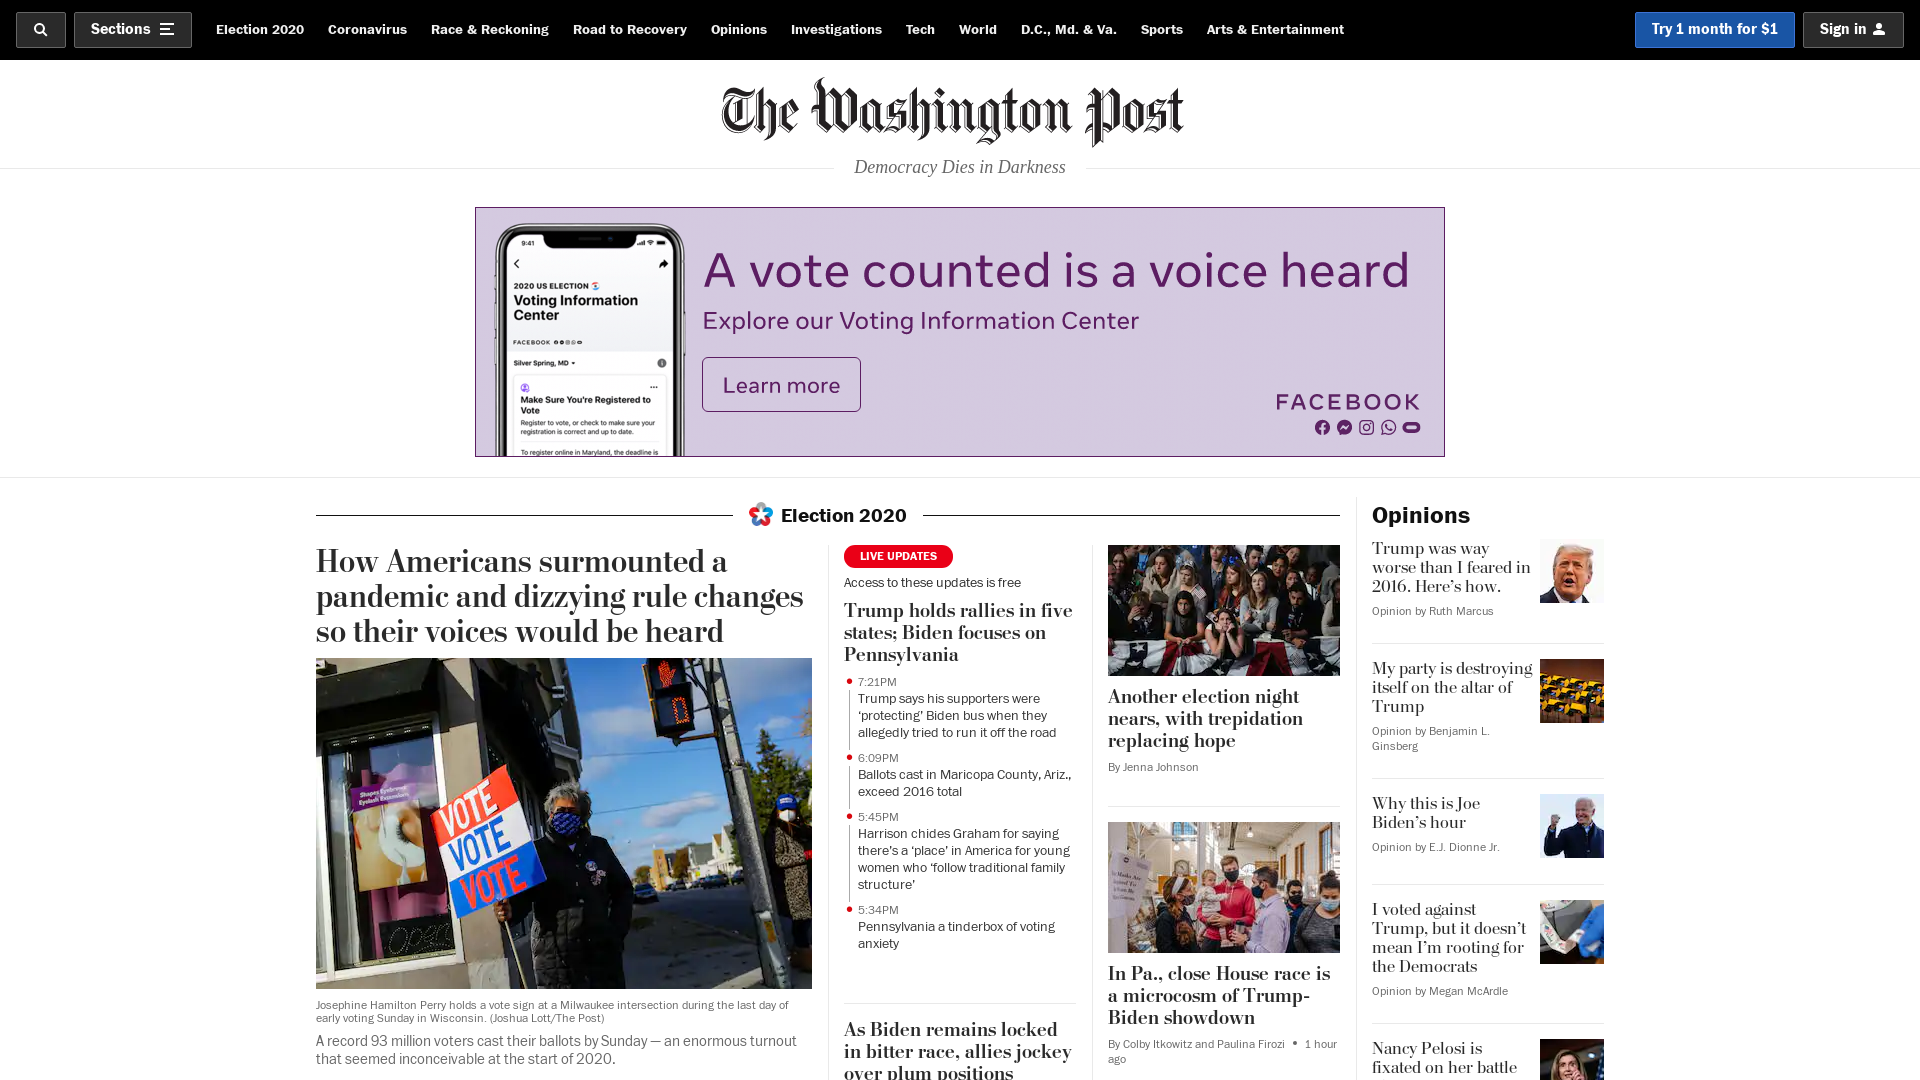 Sections
Election 2020
Coronavirus
Race & Reckoning
Road to Recovery
Opinions
Investigations
Tech
World
D.C., Md. & Va.
Sports
Arts & Entertainment
Try 1 month for $1
Sign in
The Washington Post
Democracy Dies in Darkness
9:41
2020 US ELECTION
Voting Information
Center
FACEBOOK
Silver Spring, MD
Make Sure You're Registered to
Vote
Register to vote, or check to make sure your
registration is correct and up to date.
To register online in Maryland, the deadline is
A vote counted is a voice heard
Explore our Voting Information Center
Learn more
FACEBOOK
Election 2020
How Americans surmounted a
pandemic and dizzying rule changes
so their voices would be heard
VOTE
VOTE
VOTE
Open
Josephine Hamilton Perry holds a vote sign at a Milwaukee intersection during the last day of
early voting Sunday in Wisconsin. (Joshua Lott/The Post)
A record 93 million voters cast their ballots by Sunday — an enormous turnout
that seemed inconceivable at the start of 2020.
LIVE UPDATES
Access to these updates is free
Trump holds rallies in five
states; Biden focuses on
Pennsylvania
7:21PM
Trump says his supporters were
‘protecting’ Biden bus when they
allegedly tried to run it off the road
6:09PM
Ballots cast in Maricopa County, Ariz.,
exceed 2016 total
5:45PM
Harrison chides Graham for saying
there’s a ‘place’ in America for young
women who ‘follow traditional family
structure’
5:34PM
Pennsylvania a tinderbox of voting
anxiety
As Biden remains locked
in bitter race, allies jockey
over plum positions
Another election night
nears, with trepidation
replacing hope
By Jenna Johnson
In Pa., close House race is
a microcosm of Trump-
Biden showdown
By Colby Itkowitz and Paulina Firozi • 1 hour
ago
Opinions
Trump was way
worse than I feared in
2016. Here’s how.
Opinion by Ruth Marcus
My party is destroying
itself on the altar of
Trump
Opinion by Benjamin L.
Ginsberg
Why this is Joe
Biden’s hour
Opinion by E.J. Dionne Jr.
I voted against
Trump, but it doesn’t
mean I’m rooting for
the Democrats
Opinion by Megan McArdle
Nancy Pelosi is
fixated on her battle